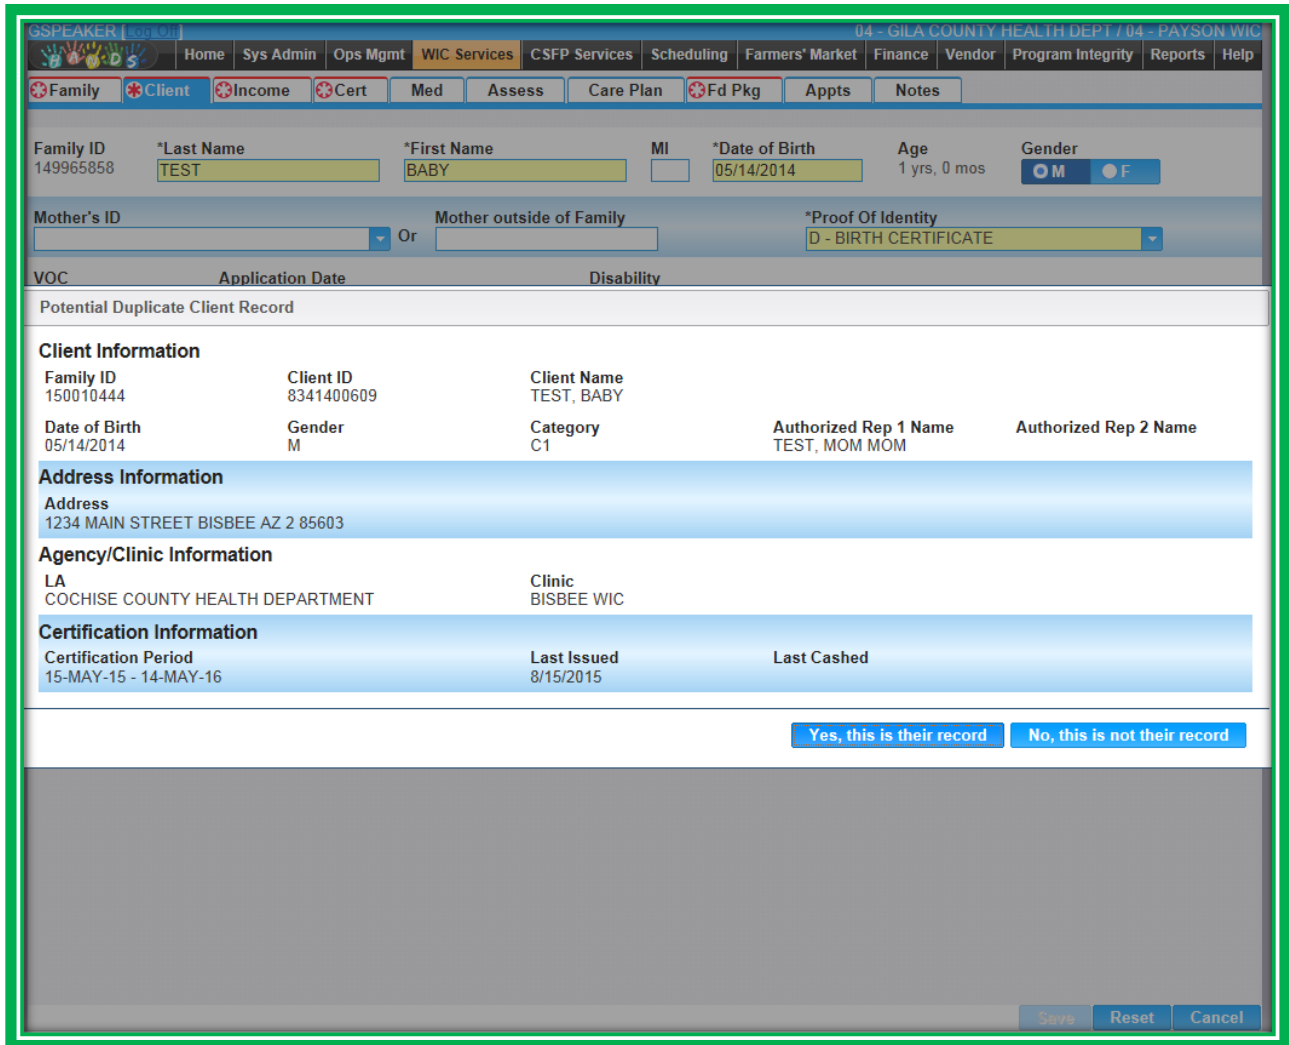 GSPEAKER [Log Off] 04 - GILA COUNTY HEALTH DEPT / 04 - PAYSON WIC
HANDS Home Sys Admin Ops Mgmt WIC Services CSFP Services Scheduling Farmers' Market Finance Vendor Program Integrity Reports Help
Family Client Income Cert Med Assess Care Plan Fd Pkg Appts Notes
Family ID *Last Name *First Name MI *Date of Birth Age Gender
149965858 TEST BABY 05/14/2014 1 yrs, 0 mos M F
Mother's ID Mother outside of Family *Proof Of Identity
Or D - BIRTH CERTIFICATE
VOC Application Date Disability
Potential Duplicate Client Record
Client Information
Family ID Client ID Client Name
150010444 8341400609 TEST, BABY
Date of Birth Gender Category Authorized Rep 1 Name Authorized Rep 2 Name
05/14/2014 M C1 TEST, MOM MOM
Address Information
Address
1234 MAIN STREET BISBEE AZ 2 85603
Agency/Clinic Information
LA Clinic
COCHISE COUNTY HEALTH DEPARTMENT BISBEE WIC
Certification Information
Certification Period Last Issued Last Cashed
15-MAY-15 - 14-MAY-16 8/15/2015
Yes, this is their record No, this is not their record
Save Reset Cancel